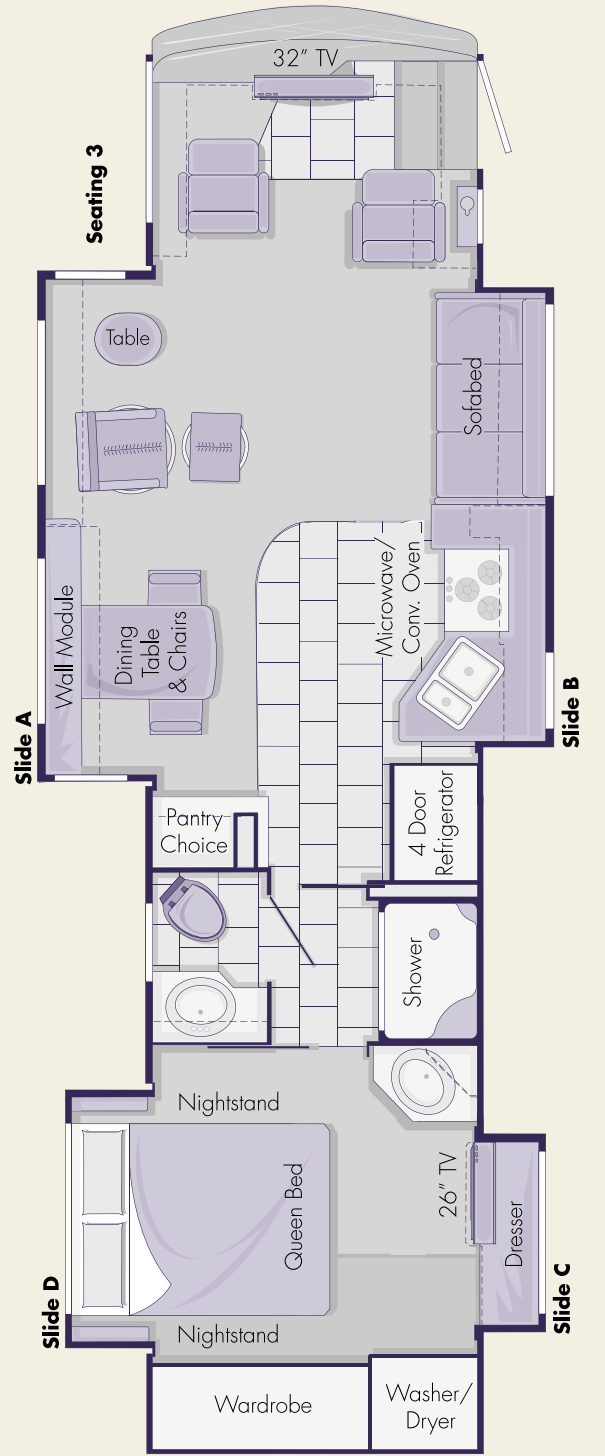 32” TV
Seating 3
Table
Sofabed
Microwave/
Conv. Oven
Wall Module
Dining
Table
& Chairs
Slide A
Slide B
Pantry
Choice
4 Door
Refrigerator
Shower
Nightstand
26” TV
Queen Bed
Dresser
Slide D
Slide C
Nightstand
Wardrobe
Washer/
Dryer